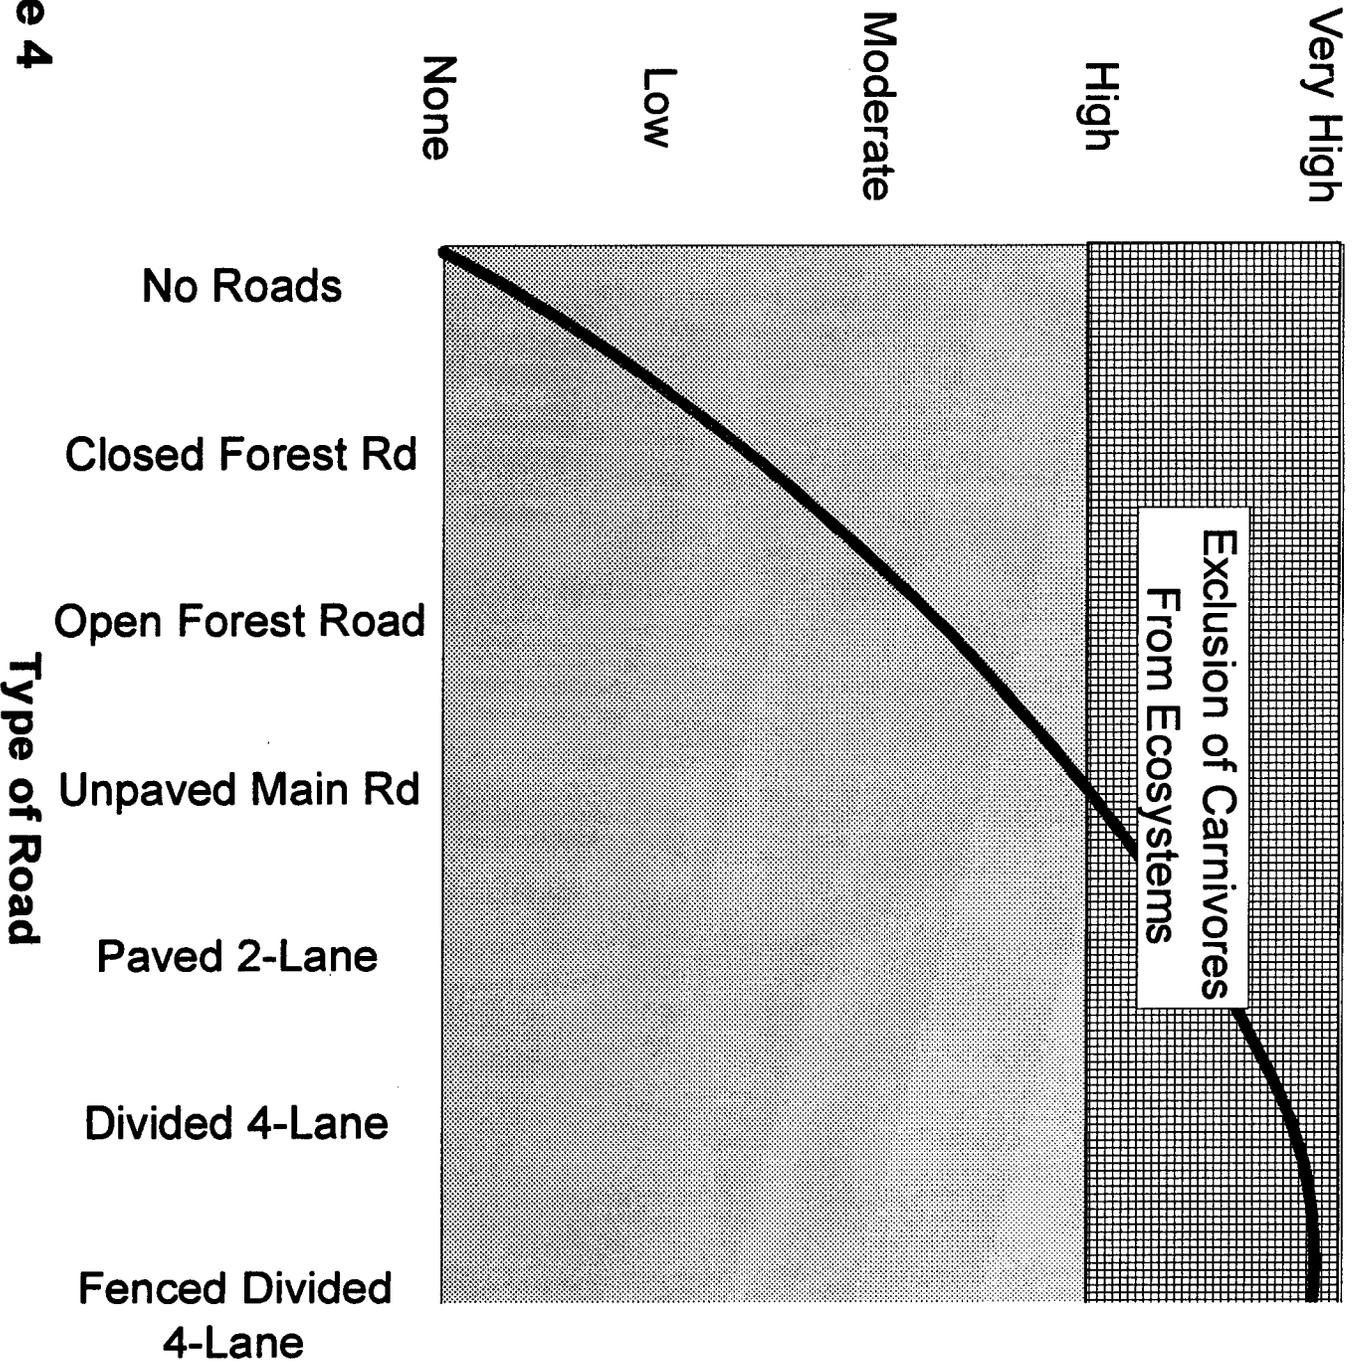 Very High
High
Moderate
Low
None
Exclusion of Carnivores
From Ecosystems
No Roads
Closed Forest Rd
Open Forest Road
Unpaved Main Rd
Paved 2-Lane
Divided 4-Lane
Fenced Divided
4-Lane
Type of Road
e 4